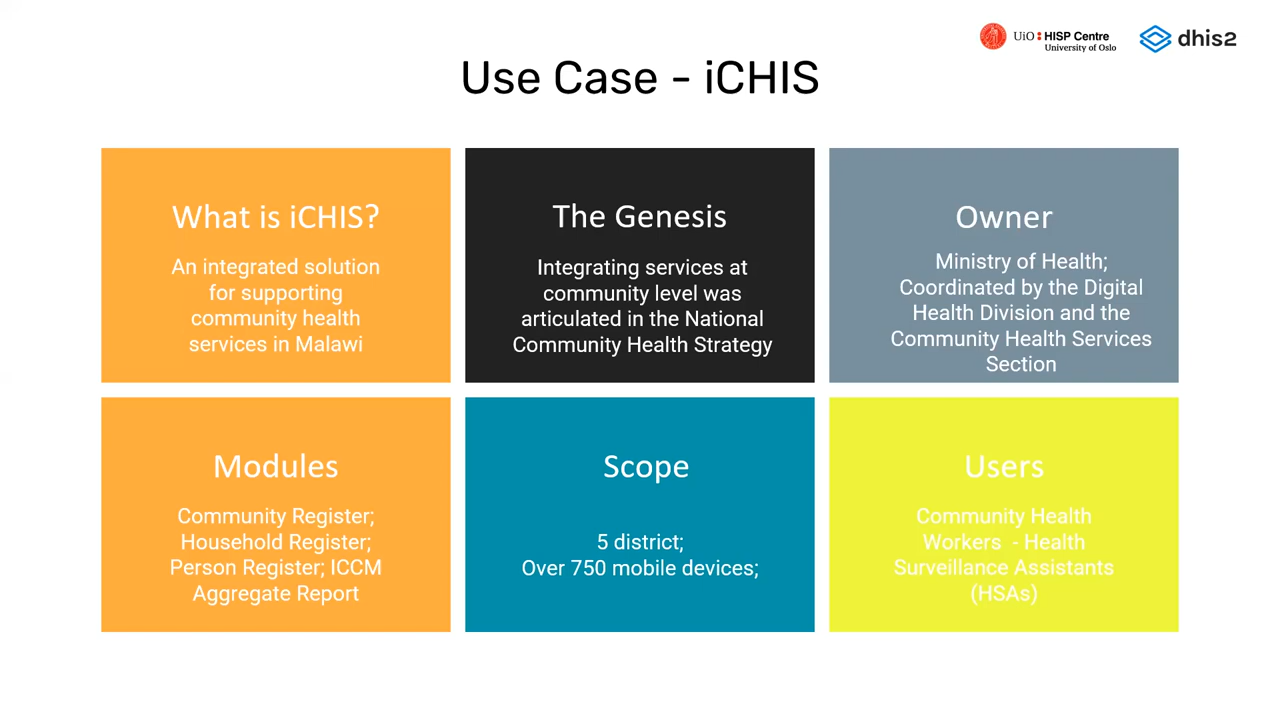 UiO: HISP Centre
University of Oslo
dhis2
Use Case - iCHIS
What is iCHIS?
An integrated solution
for supporting
community health
services in Malawi
The Genesis
Integrating services at
community level was
articulated in the National
Community Health Strategy
Owner
Ministry of Health;
Coordinated by the Digital
Health Division and the
Community Health Services
Section
Modules
Community Register;
Household Register;
Person Register; ICCM
Aggregate Report
Scope
5 district;
Over 750 mobile devices;
Users
Community Health
Workers - Health
Surveillance Assistants
(HSAs)